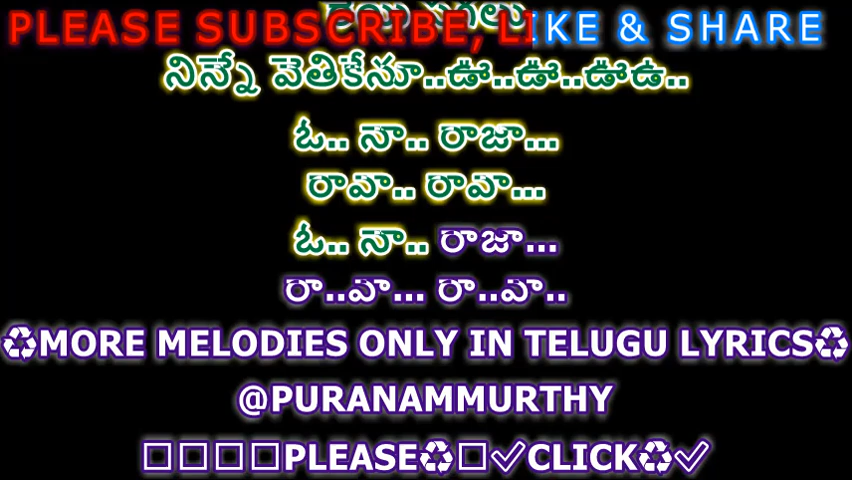 PLEASE SUBSCRIBE, LIKE & SHARE
నిన్నే వెతికేనూ..ఊ..ఊ..ఊఉ..
ఓ.. నా.. రాజా...
రావా.. రావా...
ఓ.. నా.. రాజా...
రా..వా... రా..వా..
♻MORE MELODIES ONLY IN TELUGU LYRICS♻
@PURANAMMURTHY
□□□□PLEASE♻□✓CLICK♻✓